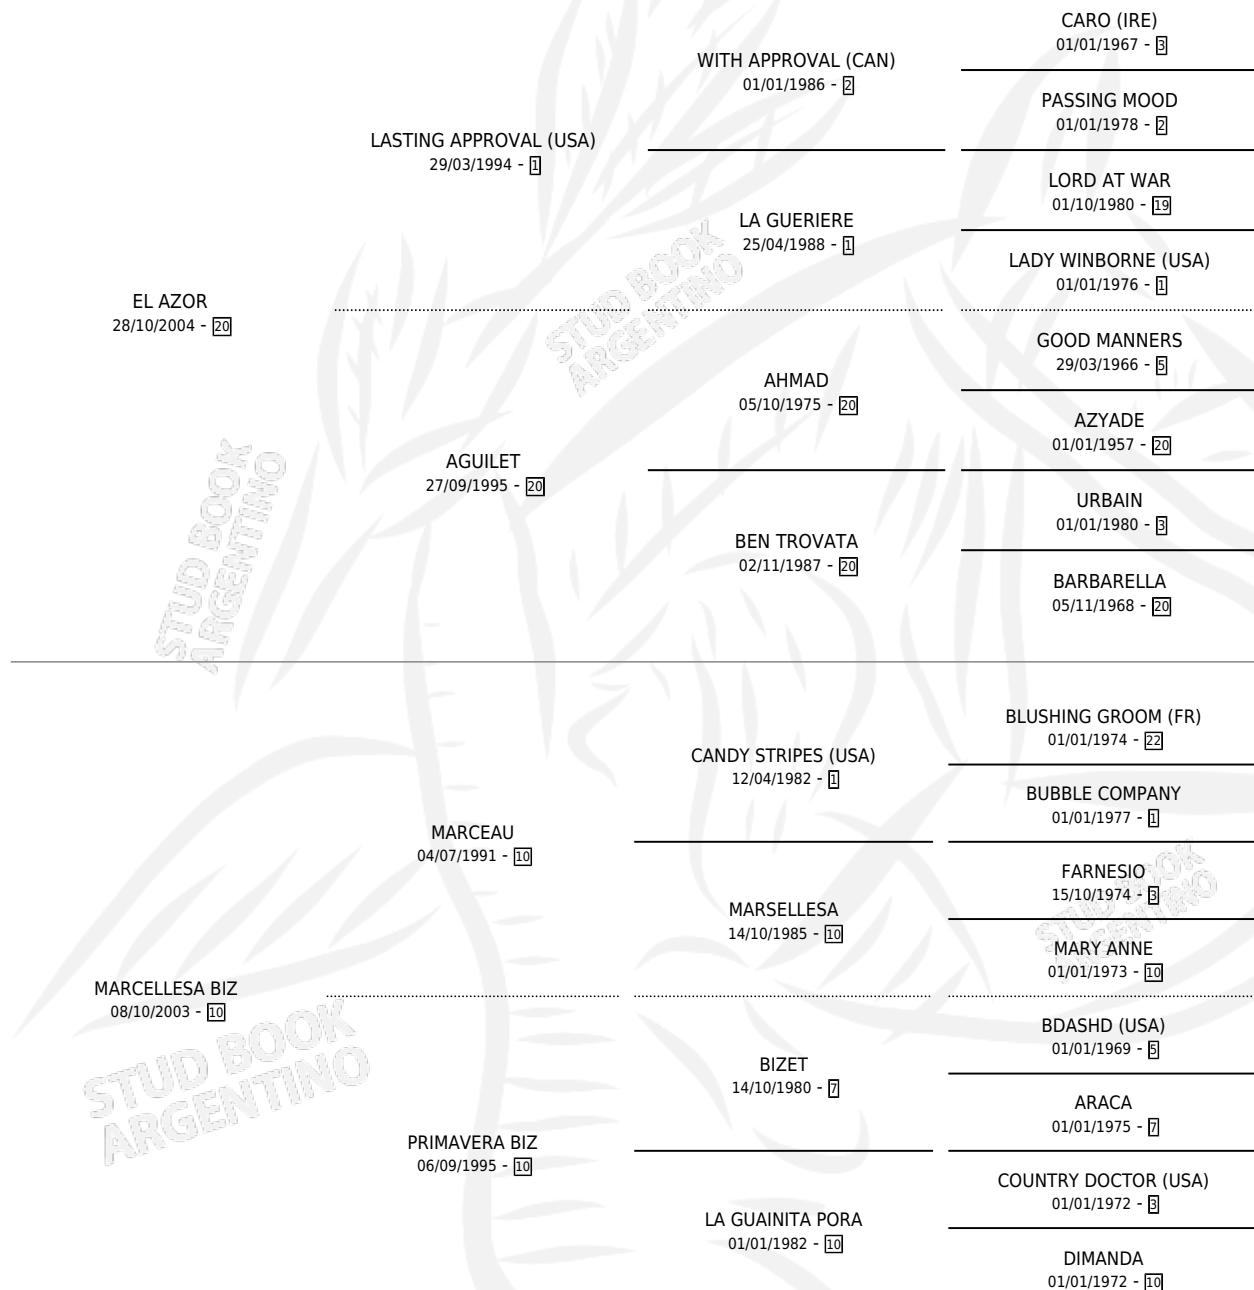 CARO (IRE)
01/01/1967 - 3
WITH APPROVAL (CAN)
01/01/1986 - 2
PASSING MOOD
01/01/1978 - 2
LASTING APPROVAL (USA)
29/03/1994 - 1
LORD AT WAR
01/10/1980 - 19
LA GUERIERE
25/04/1988 - 1
LADY WINBORNE (USA)
01/01/1976 - 1
EL AZOR
28/10/2004 - 20
GOOD MANNERS
29/03/1966 - 5
AHMAD
05/10/1975 - 20
AZYADE
01/01/1957 - 20
AGUILET
27/09/1995 - 20
URBAIN
01/01/1980 - 3
BEN TROVATA
02/11/1987 - 20
BARBARELLA
05/11/1968 - 20
BLUSHING GROOM (FR)
01/01/1974 - 22
CANDY STRIPES (USA)
12/04/1982 - 1
BUBBLE COMPANY
01/01/1977 - 1
MARCEAU
04/07/1991 - 10
FARNESIO
15/10/1974 - 3
MARSELLESA
14/10/1985 - 10
MARY ANNE
01/01/1973 - 10
MARCELLESA BIZ
08/10/2003 - 10
BDASHD (USA)
01/01/1969 - 5
BIZET
14/10/1980 - 7
ARACA
01/01/1975 - 7
PRIMAVERA BIZ
06/09/1995 - 10
COUNTRY DOCTOR (USA)
01/01/1972 - 3
LA GUAINITA PORA
01/01/1982 - 10
DIMANDA
01/01/1972 - 10
STUD BOOK
ARGENTINO
STUD BOOK
ARGENTINO
STUD BOOK
ARGENTINO
STUD BOOK
ARGENTINO